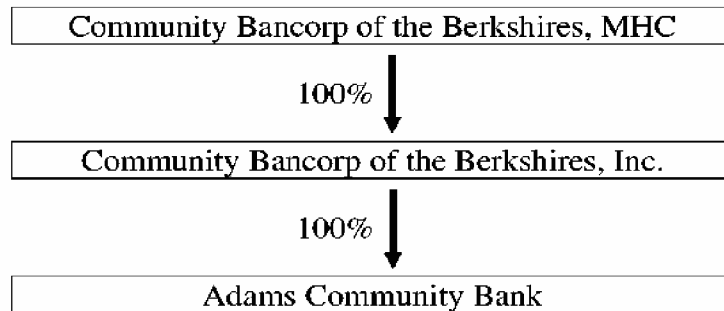 Community Bancorp of the Berkshires, MHC
100%
Community Bancorp of the Berkshires, Inc.
100%
Adams Community Bank